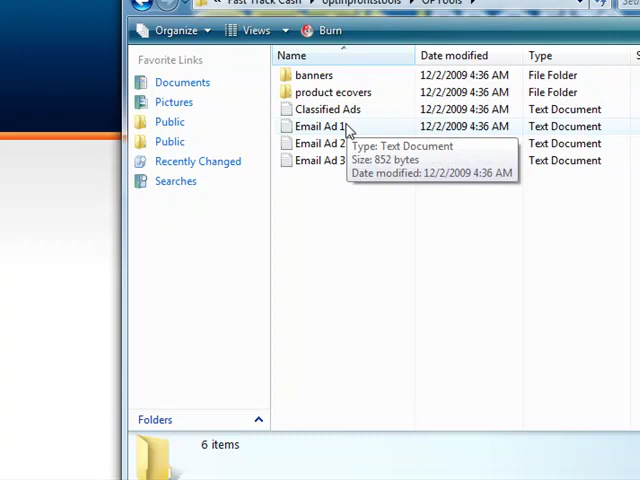 « Fast Track Cash › optinprofitstools › OPTools ›
Organize Views Burn
Favorite Links
Documents
Pictures
Public
Public
Recently Changed
Searches
Folders
Name Date modified Type
banners 12/2/2009 4:36 AM File Folder
product ecovers 12/2/2009 4:36 AM File Folder
Classified Ads 12/2/2009 4:36 AM Text Document
Email Ad 1 12/2/2009 4:36 AM Text Document
Email Ad 2 Text Document
Email Ad 3 Text Document
Type: Text Document
Size: 852 bytes
Date modified: 12/2/2009 4:36 AM
6 items